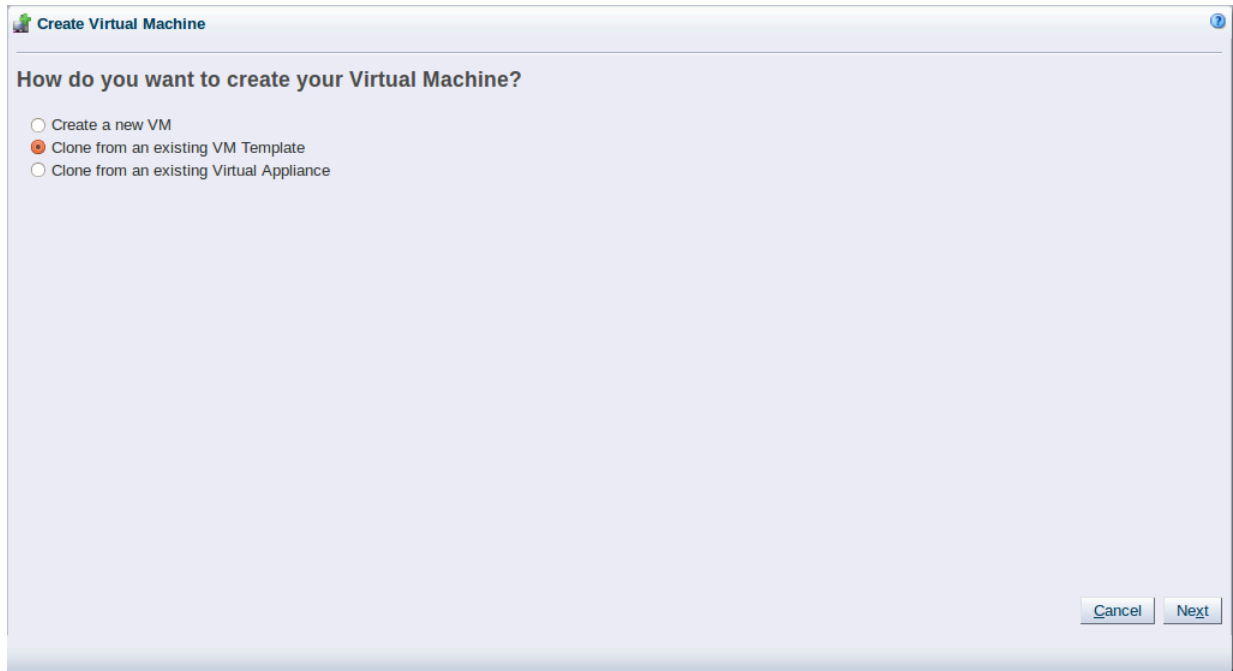 Create Virtual Machine
?
How do you want to create your Virtual Machine?
Create a new VM
Clone from an existing VM Template
Clone from an existing Virtual Appliance
Cancel Next